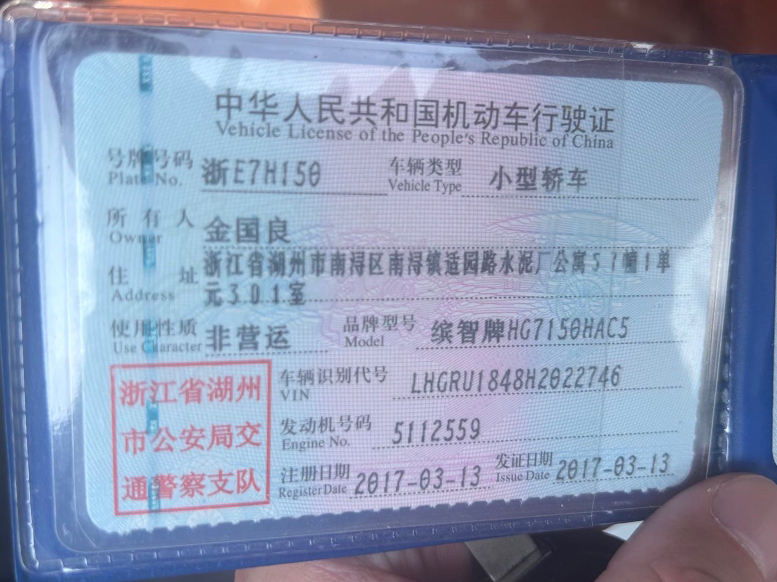 中华人民共和国机动车行驶证
Vehicle License of the People's Republic of China
号牌号码 浙E7H150 车辆类型 小型轿车
Plate No. Vehicle Type
所有人 金国良
Owner
住址 浙江省湖州市南浔区南浔镇适园路水泥厂公寓57幢1单
Address 元301室
使用性质 非营运 品牌型号 缤智牌HG7150HAC5
Use Character Model
浙江省湖州 车辆识别代号 LHGRU1848H2022746
VIN
市公安局交 发动机号码 5112559
Engine No.
通警察支队 注册日期 2017-03-13 发证日期 2017-03-13
Register Date Issue Date